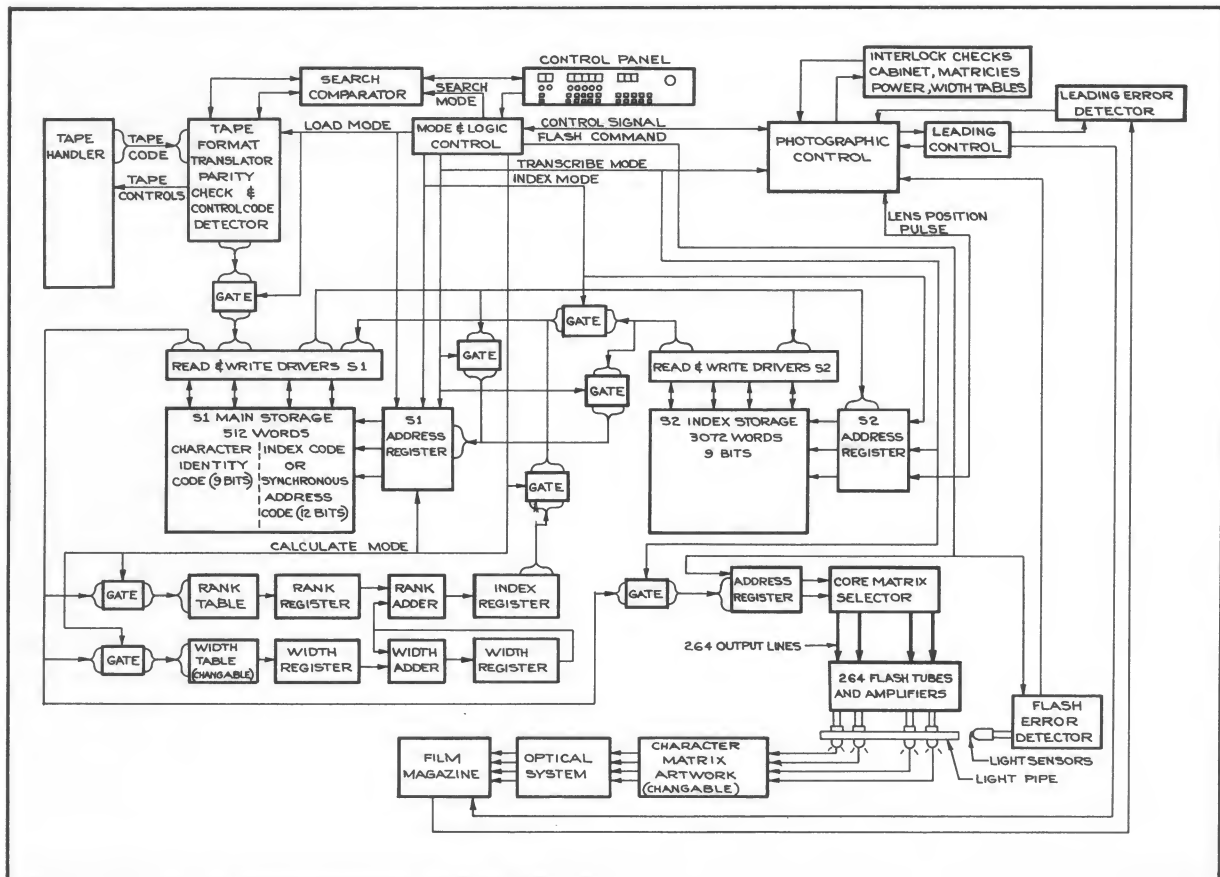 CONTROL PANEL
INTERLOCK CHECKS
CABINET, MATRICIES
POWER, WIDTH TABLES
SEARCH
COMPARATOR
SEARCH
MODE
LEADING ERROR
DETECTOR
TAPE
HANDLER
TAPE
CODE
TAPE
CONTROLS
TAPE
FORMAT
TRANSLATOR
PARITY
CHECK &
CONTROL CODE
DETECTOR
LOAD MODE
MODE & LOGIC
CONTROL
CONTROL SIGNAL
FLASH COMMAND
TRANSCRIBE MODE
INDEX MODE
PHOTOGRAPHIC
CONTROL
LEADING
CONTROL
LENS POSITION
PULSE
GATE
GATE
GATE
GATE
READ & WRITE DRIVERS S1
READ & WRITE DRIVERS S2
S1 MAIN STORAGE
512 WORDS
CHARACTER
IDENTITY
CODE (9 BITS)
INDEX CODE
OR
SYNCHRONOUS
ADDRESS
CODE (12 BITS)
S1
ADDRESS
REGISTER
S2 INDEX STORAGE
3072 WORDS
9 BITS
S2
ADDRESS
REGISTER
GATE
CALCULATE MODE
GATE
RANK
TABLE
RANK
REGISTER
RANK
ADDER
INDEX
REGISTER
GATE
ADDRESS
REGISTER
CORE MATRIX
SELECTOR
GATE
WIDTH
TABLE
(CHANGABLE)
WIDTH
REGISTER
WIDTH
ADDER
WIDTH
REGISTER
264 OUTPUT LINES
264 FLASH TUBES
AND AMPLIFIERS
FLASH
ERROR
DETECTOR
LIGHT SENSORS
LIGHT PIPE
FILM
MAGAZINE
OPTICAL
SYSTEM
CHARACTER
MATRIX
ARTWORK
(CHANGABLE)